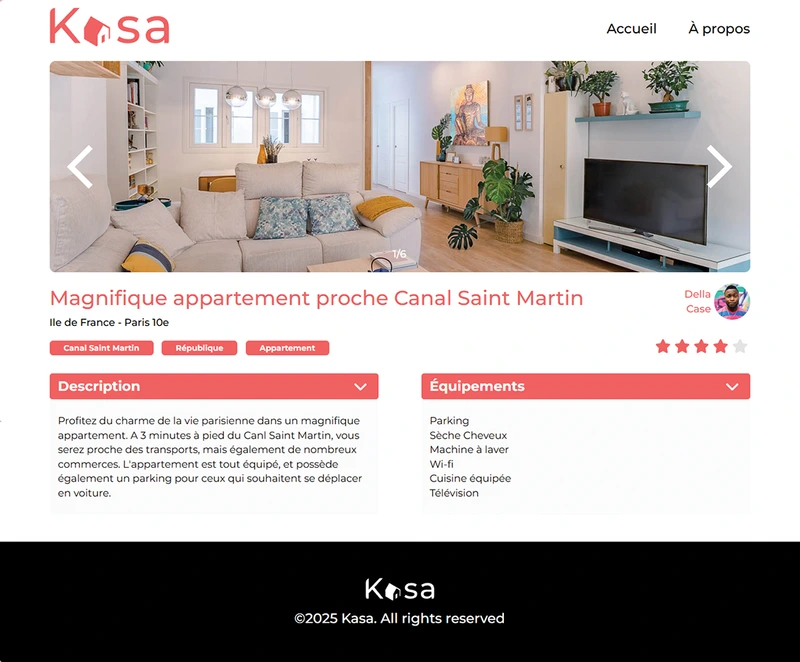 Kasa
Accueil À propos
1/6
Magnifique appartement proche Canal Saint Martin
Della
Case
Ile de France - Paris 10e
Canal Saint Martin République Appartement
Description
Profitez du charme de la vie parisienne dans un magnifique
appartement. A 3 minutes à pied du Canl Saint Martin, vous
serez proche des transports, mais également de nombreux
commerces. L'appartement est tout équipé, et possède
également un parking pour ceux qui souhaitent se déplacer
en voiture.
Équipements
Parking
Sèche Cheveux
Machine à laver
Wi-fi
Cuisine équipée
Télévision
Kasa
©2025 Kasa. All rights reserved